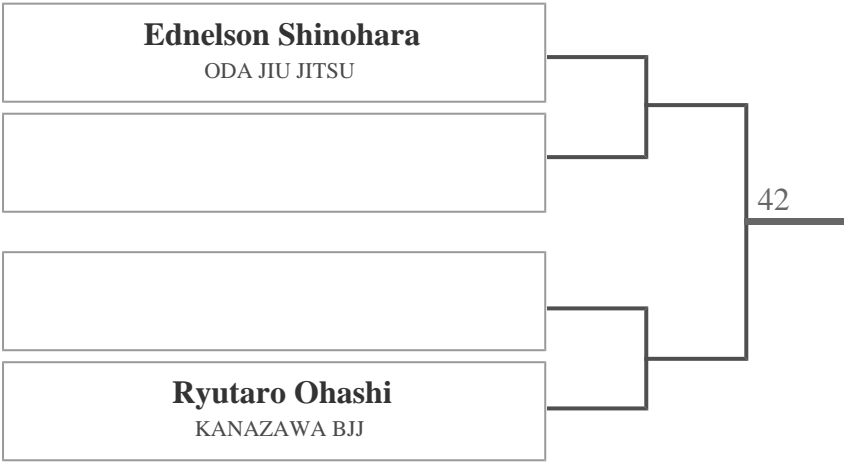 Ednelson Shinohara
ODA JIU JITSU
42
Ryutaro Ohashi
KANAZAWA BJJ